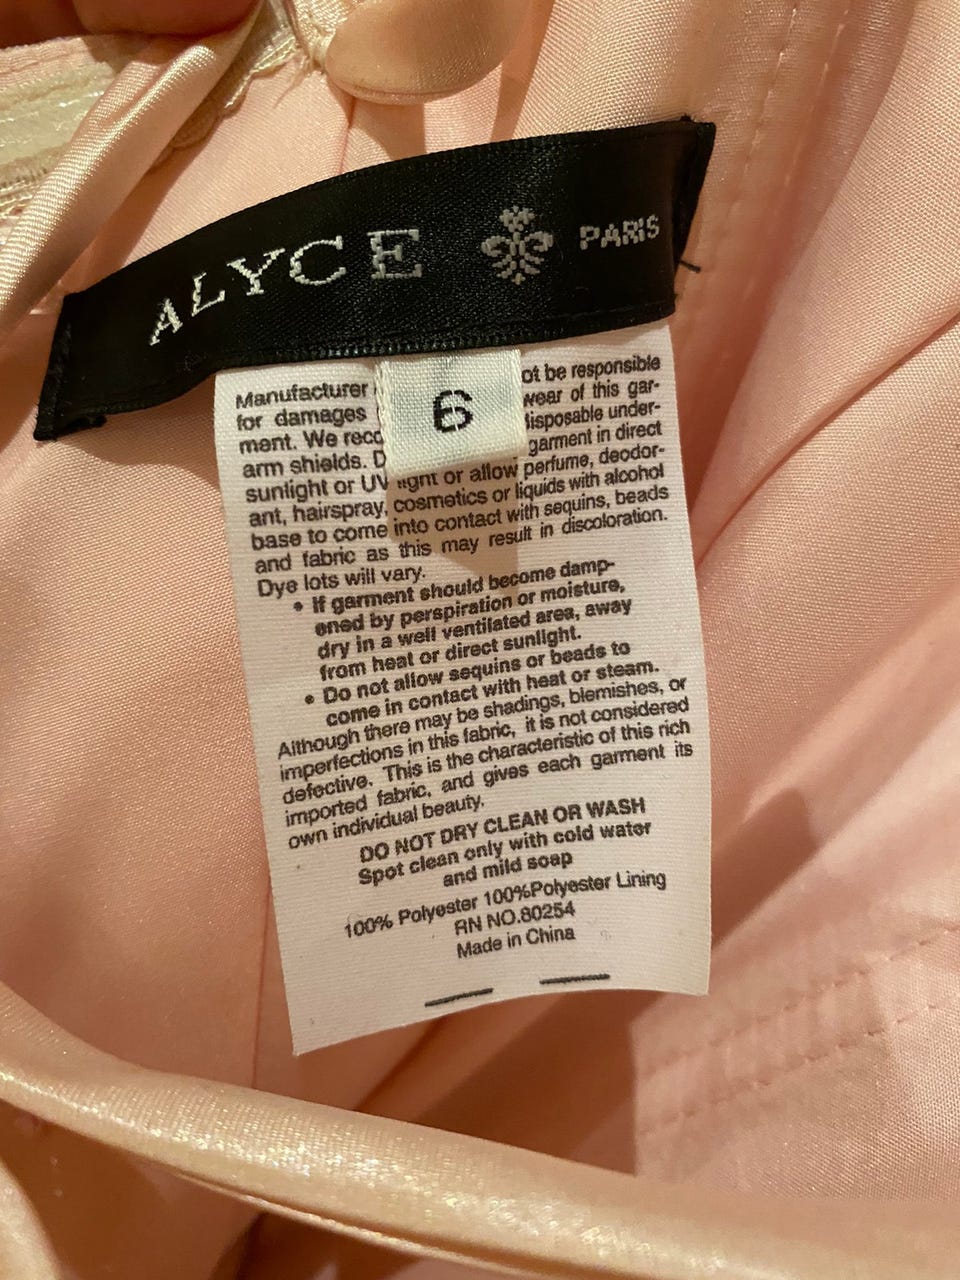 ALYCE PARIS
6
Manufacturer ot be responsible
for damages wear of this gar-
ment. We reco disposable under-
arm shields. D garment in direct
sunlight or UV light or allow perfume, deodor-
ant, hairspray, cosmetics or liquids with alcohol
base to come into contact with sequins, beads
and fabric as this may result in discoloration.
Dye lots will vary.
• If garment should become damp-
ened by perspiration or moisture,
dry in a well ventilated area, away
from heat or direct sunlight.
• Do not allow sequins or beads to
come in contact with heat or steam.
Although there may be shadings, blemishes, or
imperfections in this fabric, it is not considered
defective. This is the characteristic of this rich
imported fabric, and gives each garment its
own individual beauty.
DO NOT DRY CLEAN OR WASH
Spot clean only with cold water
and mild soap
100% Polyester 100%Polyester Lining
RN NO.80254
Made in China